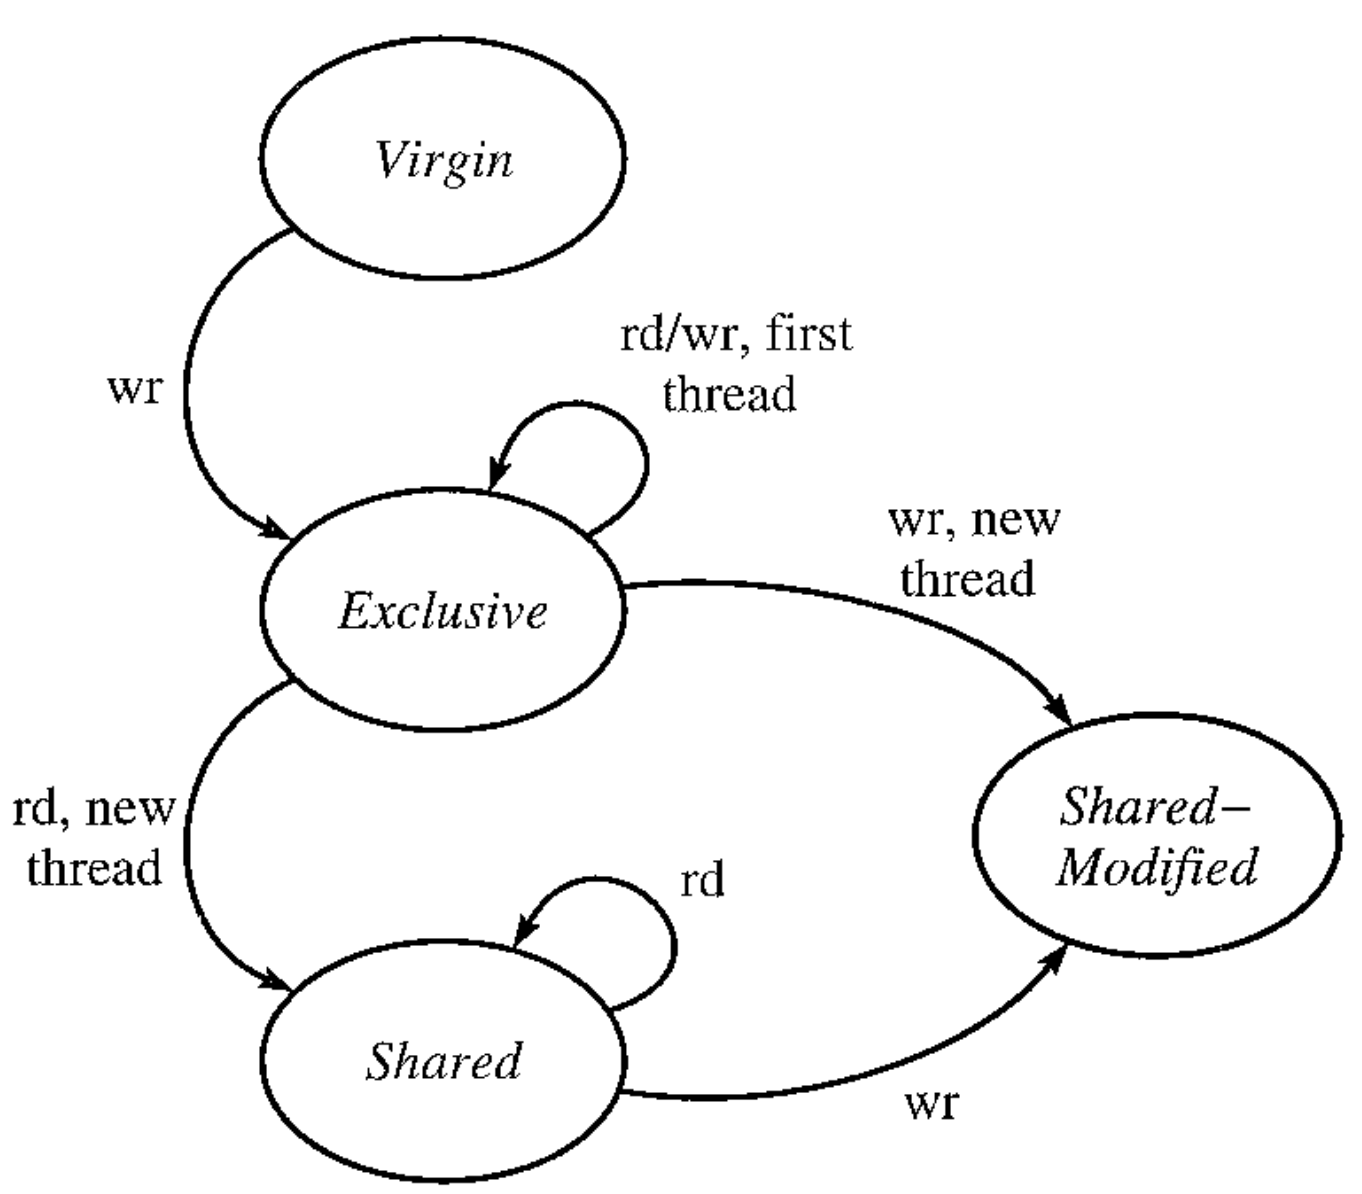 Virgin
rd/wr, first
thread
wr
wr, new
thread
Exclusive
rd, new
thread
Shared–
Modified
rd
Shared
wr